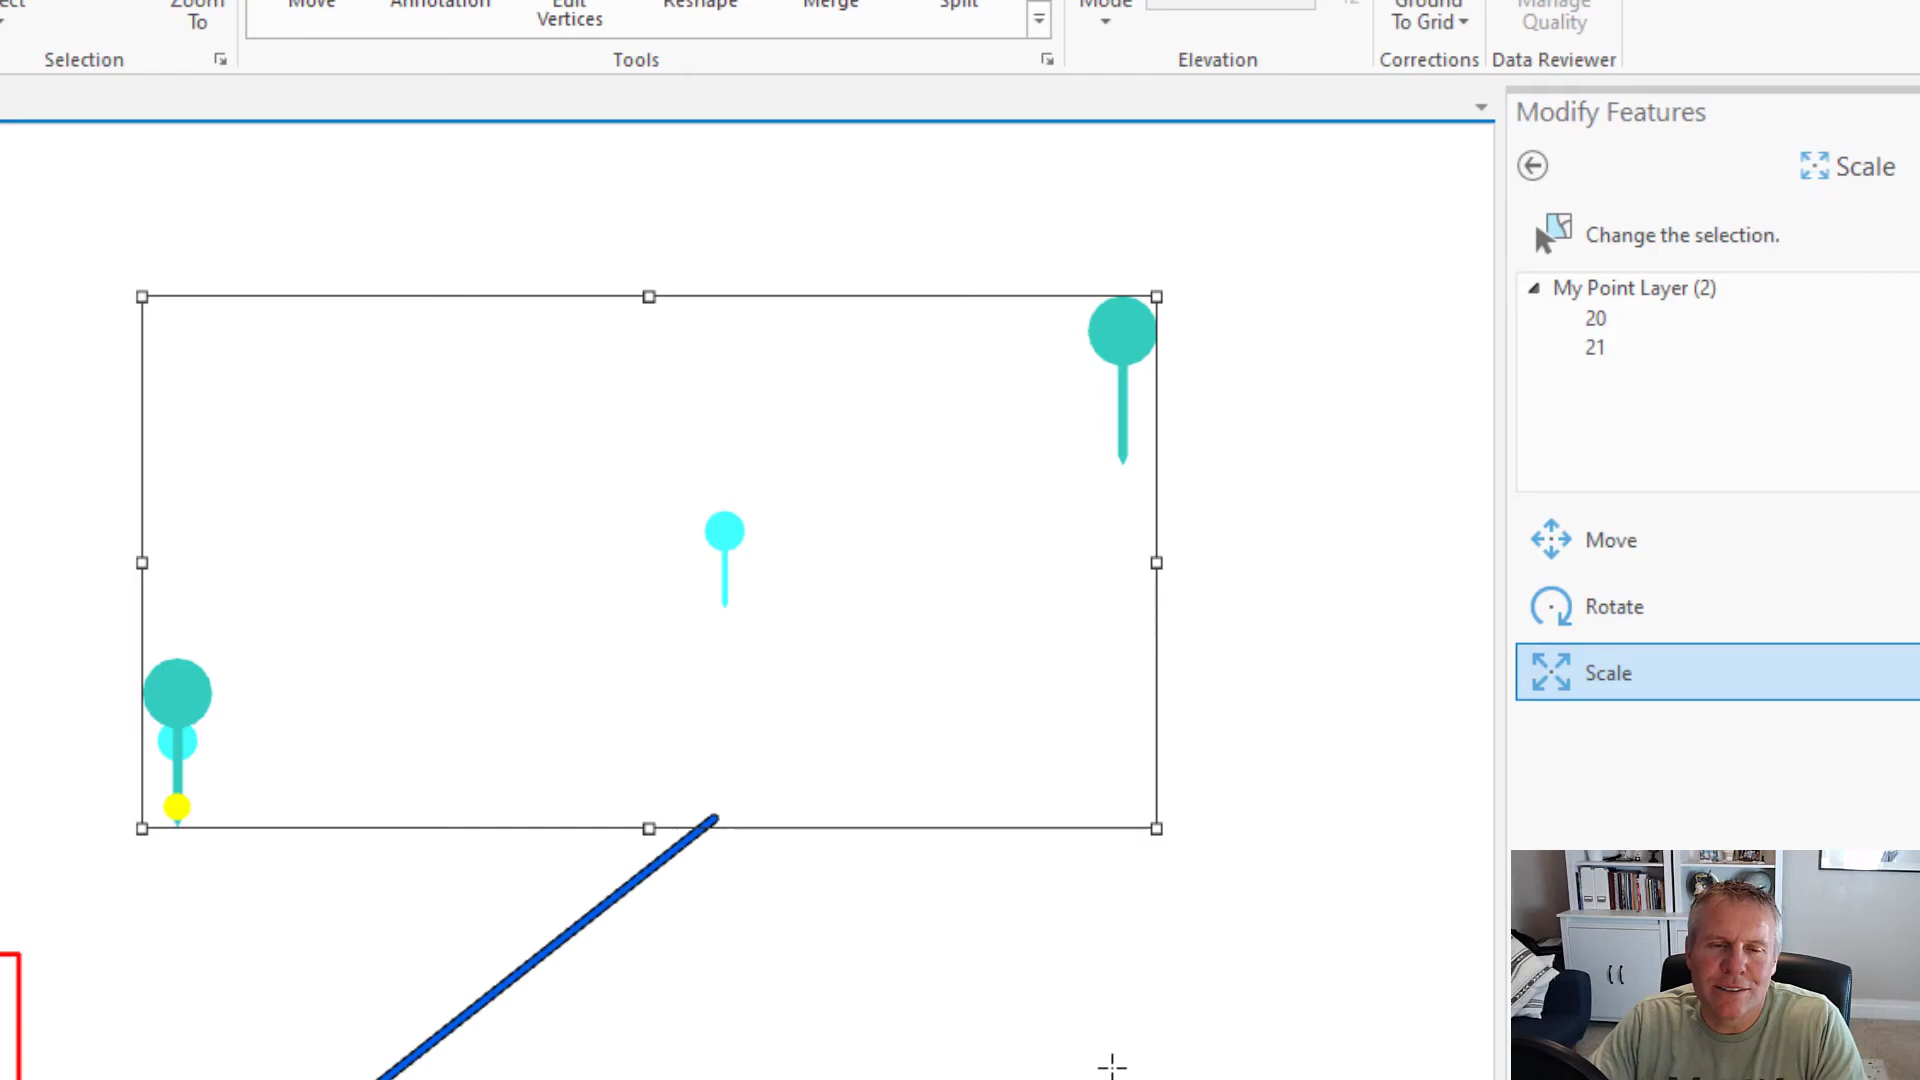 Zoom
To
Selection
Move
Annotation
Edit
Vertices
Reshape
Merge
Split
Tools
Mode
Elevation
Ground
To Grid
Corrections
Manage
Quality
Data Reviewer
Modify Features
Scale
Change the selection.
My Point Layer (2)
20
21
Move
Rotate
Scale